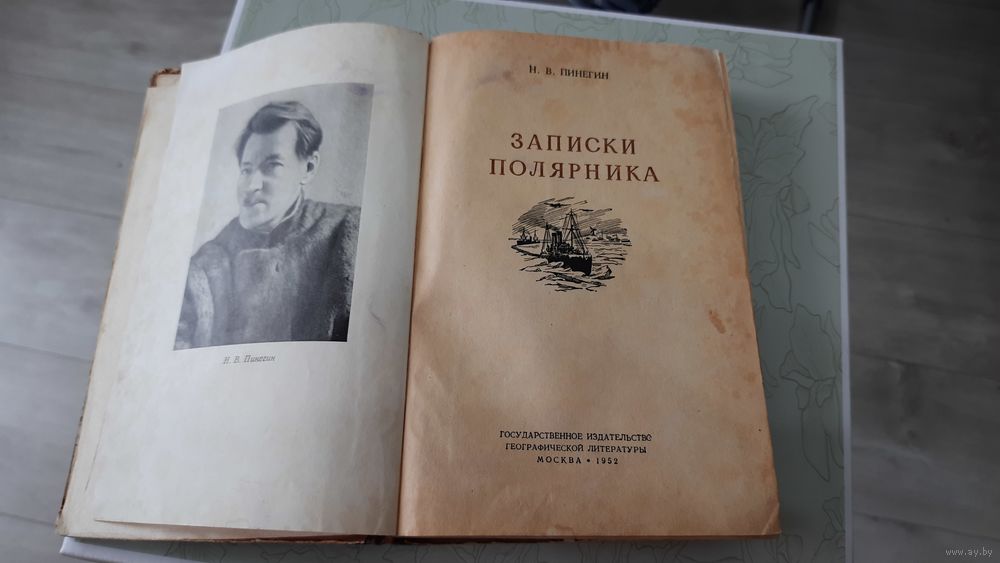 Н. В. Пинегин
Н. В. ПИНЕГИН
ЗАПИСКИ
ПОЛЯРНИКА
ГОСУДАРСТВЕННОЕ ИЗДАТЕЛЬСТВО
ГЕОГРАФИЧЕСКОЙ ЛИТЕРАТУРЫ
МОСКВА • 1952
www.ay.by